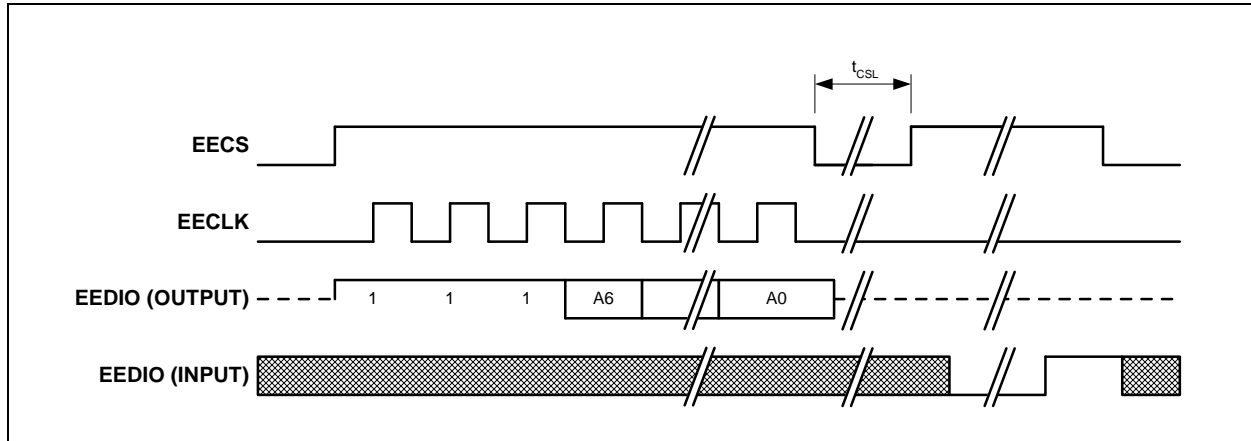 tCSL
EECS
EECLK
EEDIO (OUTPUT)
1 1 1 A6 A0
EEDIO (INPUT)